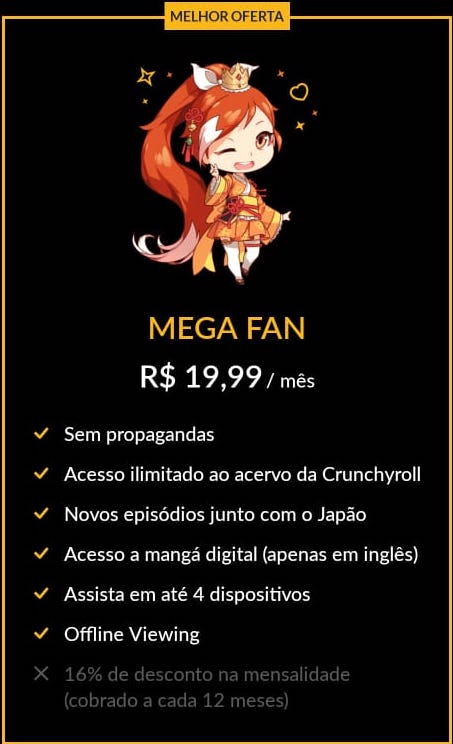 MELHOR OFERTA
MEGA FAN
R$ 19,99 / mês
Sem propagandas
Acesso ilimitado ao acervo da Crunchyroll
Novos episódios junto com o Japão
Acesso a mangá digital (apenas em inglês)
Assista em até 4 dispositivos
Offline Viewing
16% de desconto na mensalidade
(cobrado a cada 12 meses)